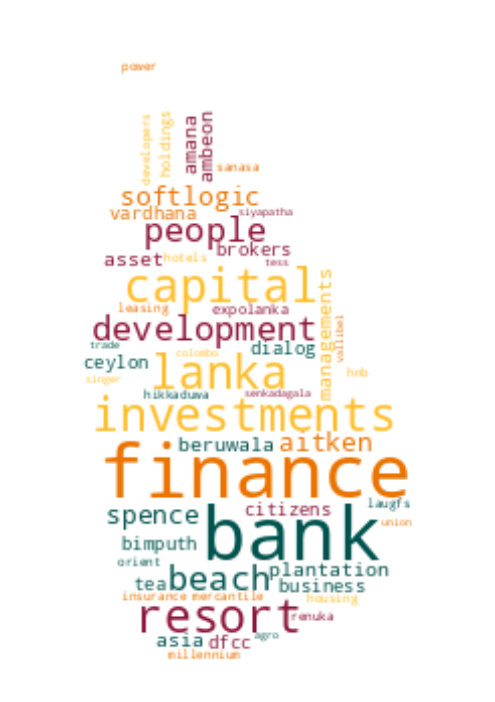 power
developers
holdings
amana
ambeon
sanasa
softlogic
vardhana
siyapatha
people
brokers
asset
hotels
tess
capital
managements
leasing
expolanka
development
vallibel
trade
colombo
dialog
ceylon
lanka
hnb
singer
hikkaduwa
senkadagala
investments
beruwala
aitken
finance
spence
citizens
laugfs
bank
union
bimputh
orient
beach
plantation
tea
business
insurance mercantile
housing
resort
renuka
asia
dfcc
agro
millennium